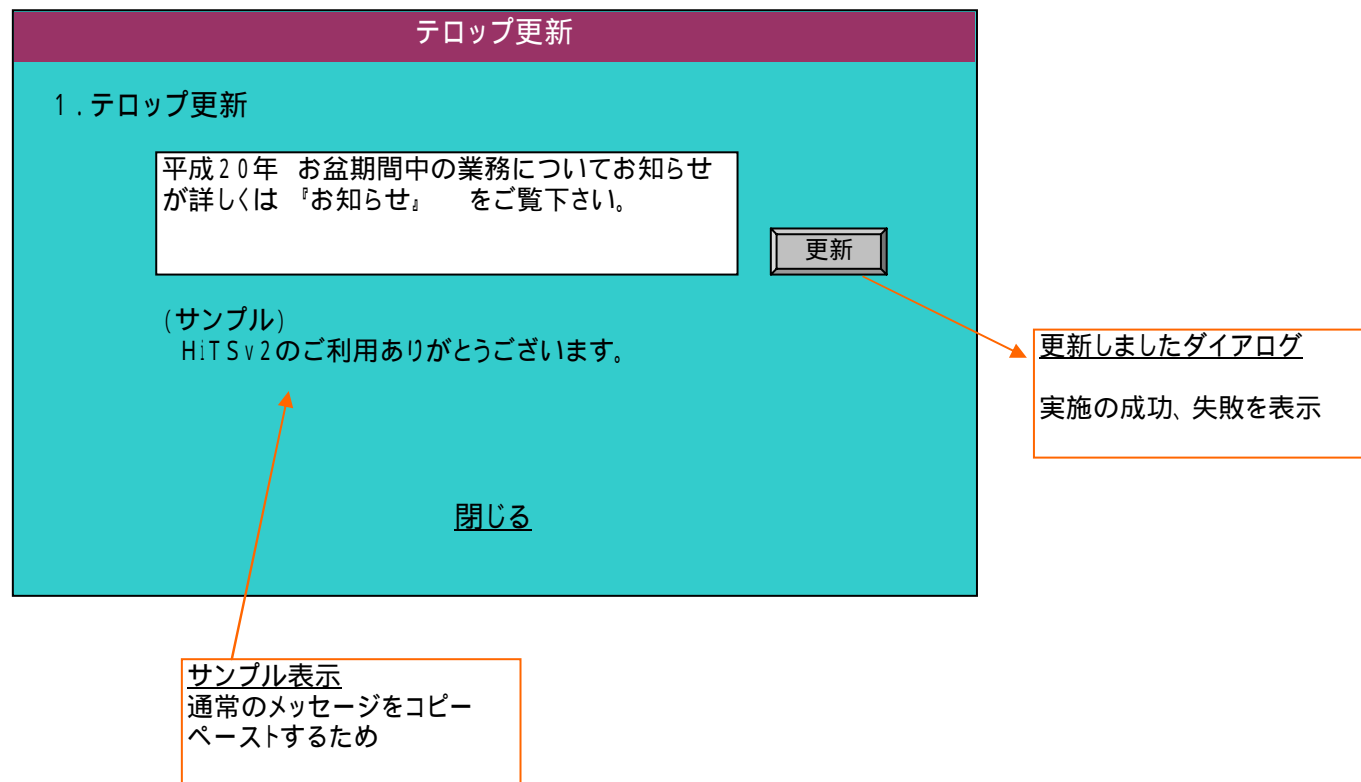 テロップ更新
1.テロップ更新
平成20年 お盆期間中の業務についてお知らせ
が詳しくは 『お知らせ』 をご覧下さい。
更新
(サンプル)
HiTSv2のご利用ありがとうございます。
更新しましたダイアログ
実施の成功、失敗を表示
閉じる
サンプル表示
通常のメッセージをコピー
ペーストするため